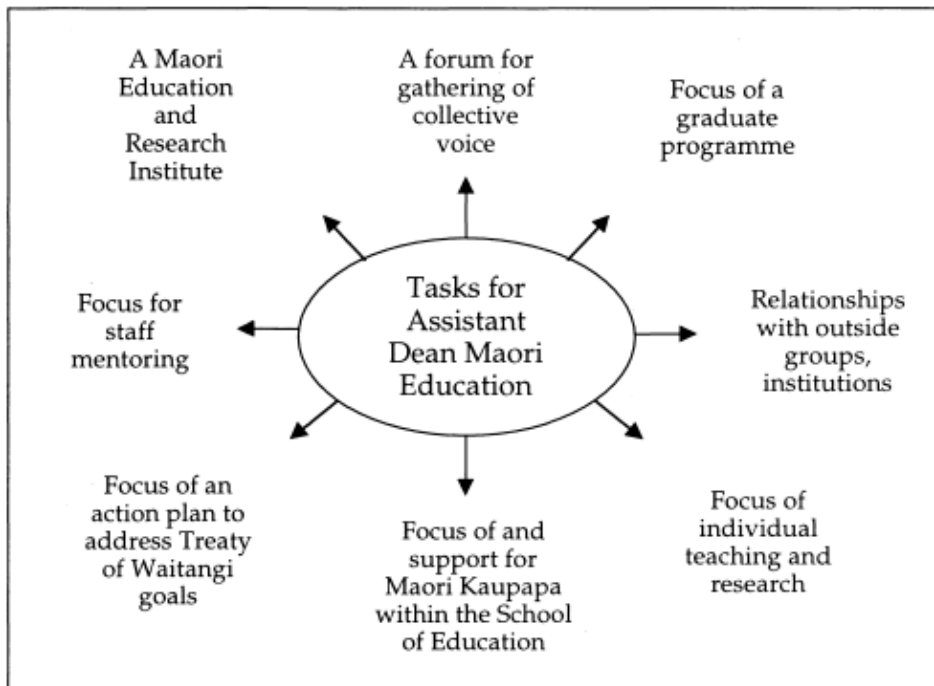 A Maori
Education
and
Research
Institute
A forum for
gathering of
collective
voice
Focus of a
graduate
programme
Focus for
staff
mentoring
Tasks for
Assistant
Dean Maori
Education
Relationships
with outside
groups,
institutions
Focus of an
action plan to
address Treaty
of Waitangi
goals
Focus of and
support for
Maori Kaupapa
within the School
of Education
Focus of
individual
teaching and
research